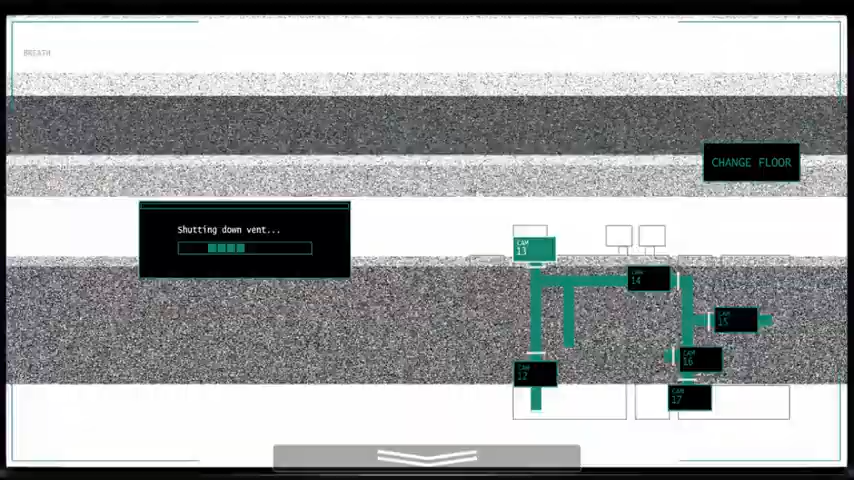 BREATH
CHANGE FLOOR
Shutting down vent...
CAM
13
CAM
14
CAM
15
CAM
16
CAM
12
CAM
17